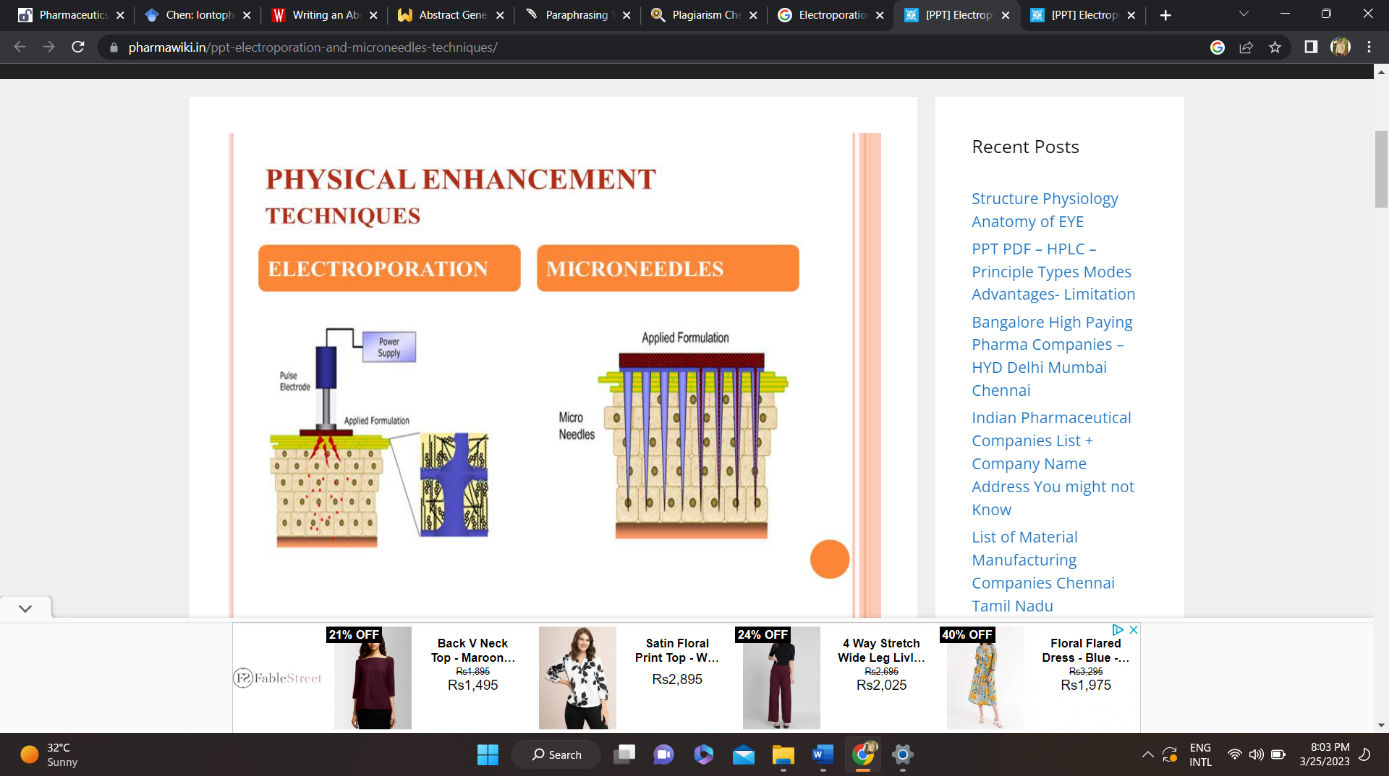 Pharmaceutics
Chen: Iontoph
Writing an Abs
Abstract Gene
Paraphrasing T
Plagiarism Che
Electroporatio
[PPT] Electrop
[PPT] Electrop
pharmawiki.in/ppt-electroporation-and-microneedles-techniques/
PHYSICAL ENHANCEMENT
TECHNIQUES
ELECTROPORATION
MICRONEEDLES
Power
Supply
Pulse
Electrode
Applied Formulation
Applied Formulation
Micro
Needles
Recent Posts
Structure Physiology
Anatomy of EYE
PPT PDF – HPLC –
Principle Types Modes
Advantages- Limitation
Bangalore High Paying
Pharma Companies –
HYD Delhi Mumbai
Chennai
Indian Pharmaceutical
Companies List +
Company Name
Address You might not
Know
List of Material
Manufacturing
Companies Chennai
Tamil Nadu
FableStreet
21% OFF
Back V Neck
Top - Maroon...
Rs1,895
Rs1,495
Satin Floral
Print Top - W...
Rs2,895
24% OFF
4 Way Stretch
Wide Leg Livi...
Rs2,695
Rs2,025
40% OFF
Floral Flared
Dress - Blue -...
Rs3,295
Rs1,975
32°C
Sunny
Search
ENG
INTL
8:03 PM
3/25/2023